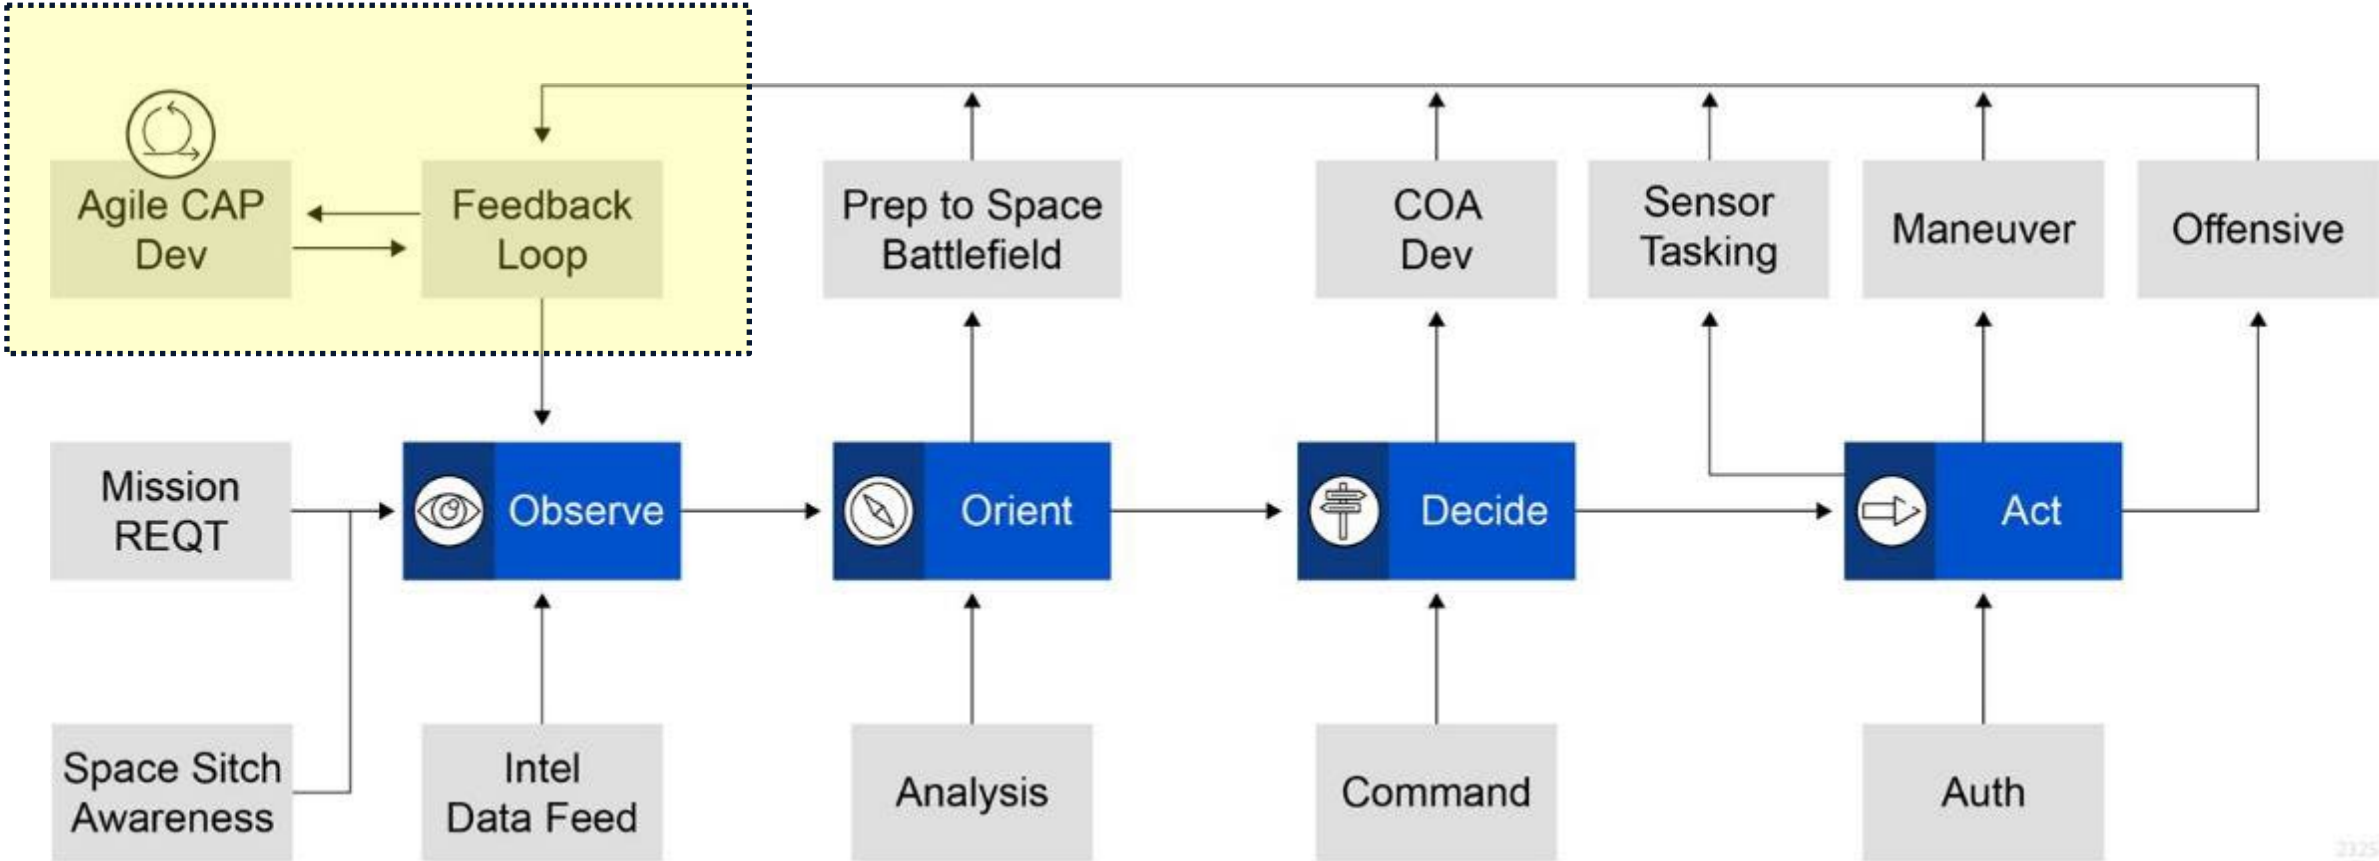 Agile CAP
Dev
Feedback
Loop
Prep to Space
Battlefield
COA
Dev
Sensor
Tasking
Maneuver
Offensive
Mission
REQT
Observe
Orient
Decide
Act
Space Sitch
Awareness
Intel
Data Feed
Analysis
Command
Auth